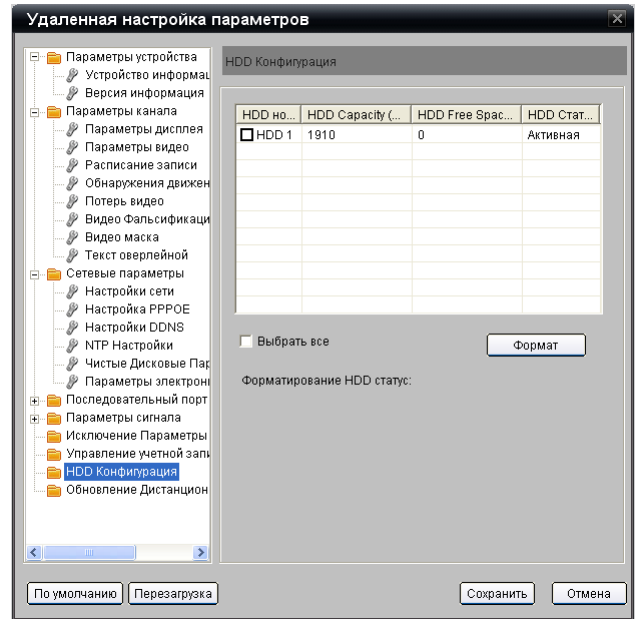 Удаленная настройка параметров
Параметры устройства
Устройство информац
Версия информация
Параметры канала
Параметры дисплея
Параметры видео
Расписание записи
Обнаружения движен
Потерь видео
Видео Фальсификаци
Видео маска
Текст оверлейной
Сетевые параметры
Настройки сети
Настройка PPPOE
Настройки DDNS
NTP Настройки
Чистые Дисковые Пар
Параметры электрон
Последовательный порт
Параметры сигнала
Исключение Параметры
Управление учетной запи
HDD Конфигурация
Обновление Дистанцион
HDD Конфигурация
HDD но... HDD Capacity (... HDD Free Spac... HDD Стат...
HDD 1 1910 0 Активная
Выбрать все
Формат
Форматирование HDD статус:
По умолчанию Перезагрузка Сохранить Отмена